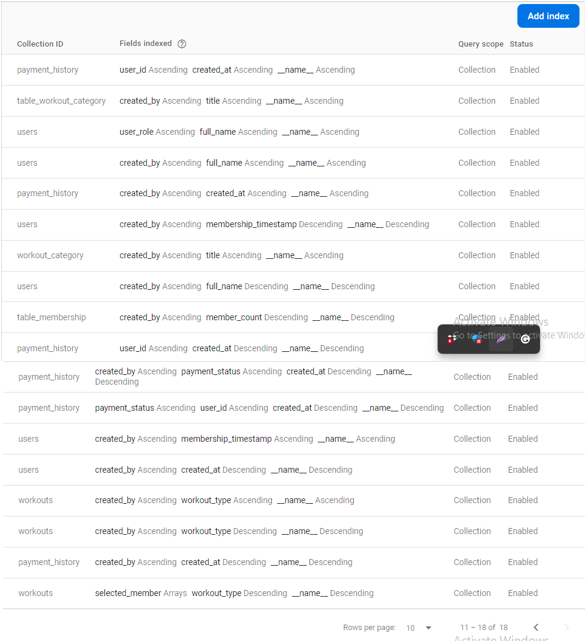 Add index
Collection ID Fields indexed Query scope Status
payment_history user_id Ascending created_at Ascending __name__ Ascending Collection Enabled
table_workout_category created_by Ascending title Ascending __name__ Ascending Collection Enabled
users user_role Ascending full_name Ascending __name__ Ascending Collection Enabled
users created_by Ascending full_name Ascending __name__ Ascending Collection Enabled
payment_history created_by Ascending created_at Ascending __name__ Ascending Collection Enabled
users created_by Ascending membership_timestamp Descending __name__ Descending Collection Enabled
workout_category created_by Ascending title Ascending __name__ Ascending Collection Enabled
users created_by Ascending full_name Descending __name__ Descending Collection Enabled
table_membership created_by Ascending member_count Descending __name__ Descending Collection Enabled
Activate Windows
Go to Settings to activate Windo
payment_history user_id Ascending created_at Descending __name__ Descending
payment_history created_by Ascending payment_status Ascending created_at Descending __name__ Collection Enabled
Descending
payment_history payment_status Ascending user_id Ascending created_at Descending __name__ Descending Collection Enabled
users created_by Ascending membership_timestamp Ascending __name__ Ascending Collection Enabled
users created_by Ascending created_at Descending __name__ Descending Collection Enabled
workouts created_by Ascending workout_type Ascending __name__ Ascending Collection Enabled
workouts created_by Ascending workout_type Descending __name__ Descending Collection Enabled
payment_history created_by Ascending created_at Descending __name__ Descending Collection Enabled
workouts selected_member Arrays workout_type Descending __name__ Descending Collection Enabled
Rows per page: 10 11 – 18 of 18
Activate Windows